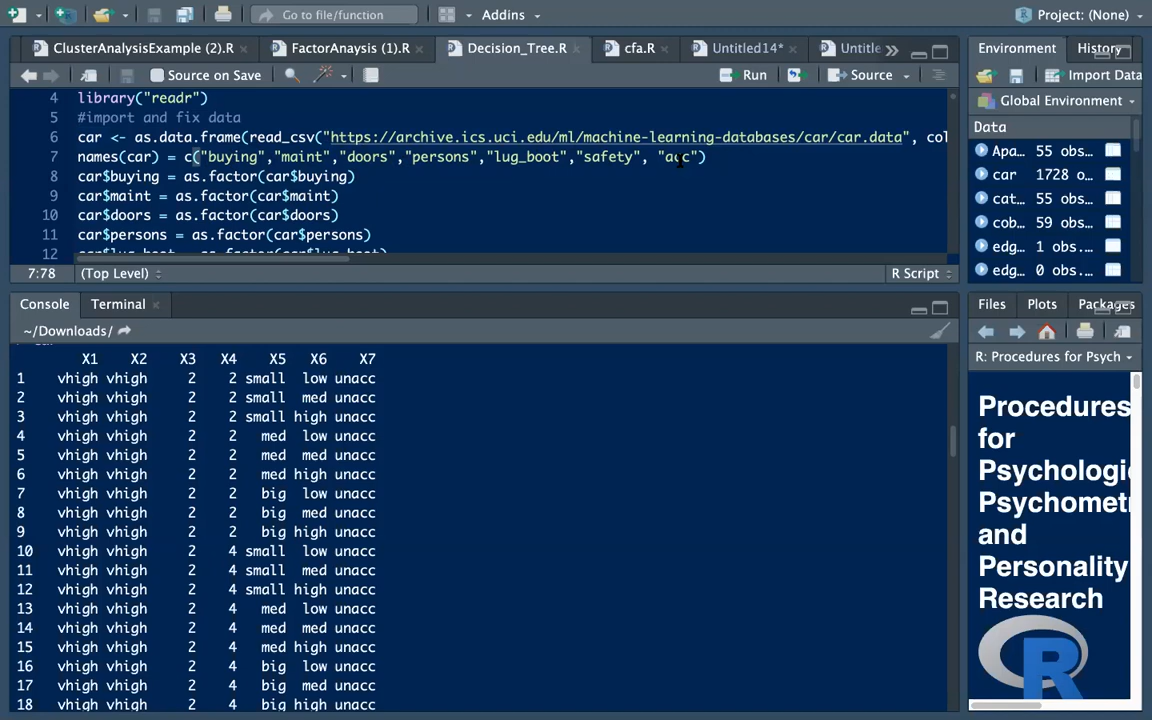 Go to file/function
Addins
Project: (None)
ClusterAnalysisExample (2).R
FactorAnaysis (1).R
Decision_Tree.R
cfa.R
Untitled14*
Untitle
Source on Save
Run
Source
4 library("readr")
5 #import and fix data
6 car <- as.data.frame(read_csv("https://archive.ics.uci.edu/ml/machine-learning-databases/car/car.data", col
7 names(car) = c("buying","maint","doors","persons","lug_boot","safety", "acc")
8 car$buying = as.factor(car$buying)
9 car$maint = as.factor(car$maint)
10 car$doors = as.factor(car$doors)
11 car$persons = as.factor(car$persons)
12 car$lug_boot = as.factor(car$lug_boot)
7:78 (Top Level) R Script
Console Terminal
~/Downloads/
X1 X2 X3 X4 X5 X6 X7
1 vhigh vhigh 2 2 small low unacc
2 vhigh vhigh 2 2 small med unacc
3 vhigh vhigh 2 2 small high unacc
4 vhigh vhigh 2 2 med low unacc
5 vhigh vhigh 2 2 med med unacc
6 vhigh vhigh 2 2 med high unacc
7 vhigh vhigh 2 2 big low unacc
8 vhigh vhigh 2 2 big med unacc
9 vhigh vhigh 2 2 big high unacc
10 vhigh vhigh 2 4 small low unacc
11 vhigh vhigh 2 4 small med unacc
12 vhigh vhigh 2 4 small high unacc
13 vhigh vhigh 2 4 med low unacc
14 vhigh vhigh 2 4 med med unacc
15 vhigh vhigh 2 4 med high unacc
16 vhigh vhigh 2 4 big low unacc
17 vhigh vhigh 2 4 big med unacc
18 vhigh vhigh 2 4 big high unacc
Environment History
Import Data
Global Environment
Data
Apa... 55 obs...
car 1728 o...
cat... 55 obs...
cob... 59 obs...
edg... 1 obs....
edg... 0 obs....
Files Plots Packages
R: Procedures for Psych
Procedures
for
Psychologi
Psychomet
and
Personality
Research
R